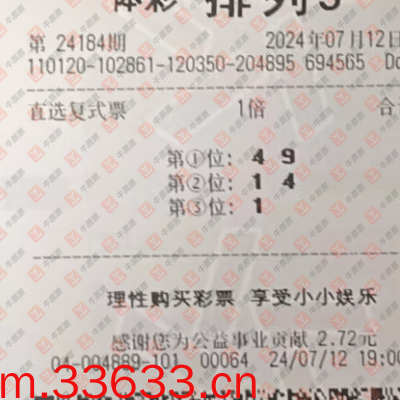 体彩 排列3
第 24184期 2024年07月12日
110120-102861-120350-204895 694565 Do
直选复式票 1倍 合
第①位: 4 9
第②位: 1 4
第③位: 1
理性购买彩票 享受小小娱乐
感谢您为公益事业贡献 2.72元
04-004889-101 00064 24/07/12 19:00
m.33633.cn